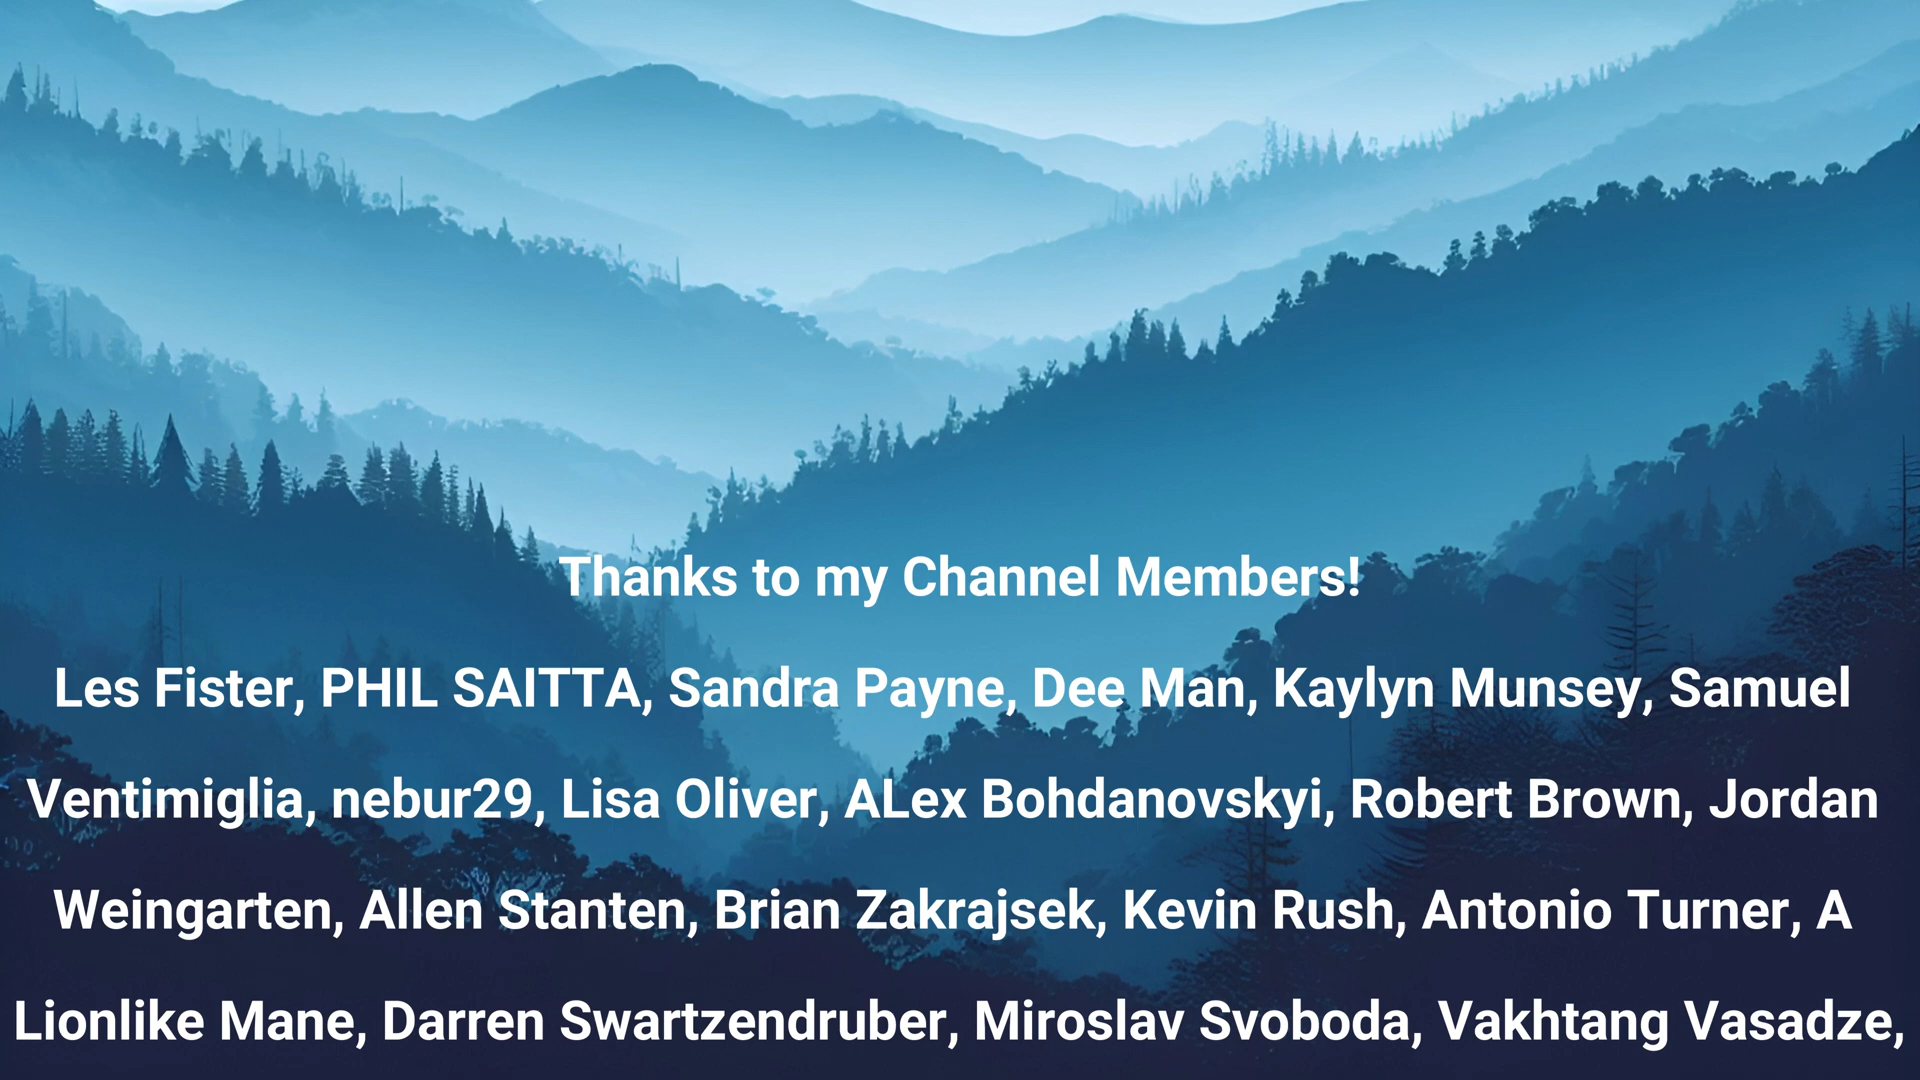 Thanks to my Channel Members!
Les Fister, PHIL SAITTA, Sandra Payne, Dee Man, Kaylyn Munsey, Samuel
Ventimiglia, nebur29, Lisa Oliver, ALex Bohdanovskyi, Robert Brown, Jordan
Weingarten, Allen Stanten, Brian Zakrajsek, Kevin Rush, Antonio Turner, A
Lionlike Mane, Darren Swartzendruber, Miroslav Svoboda, Vakhtang Vasadze,